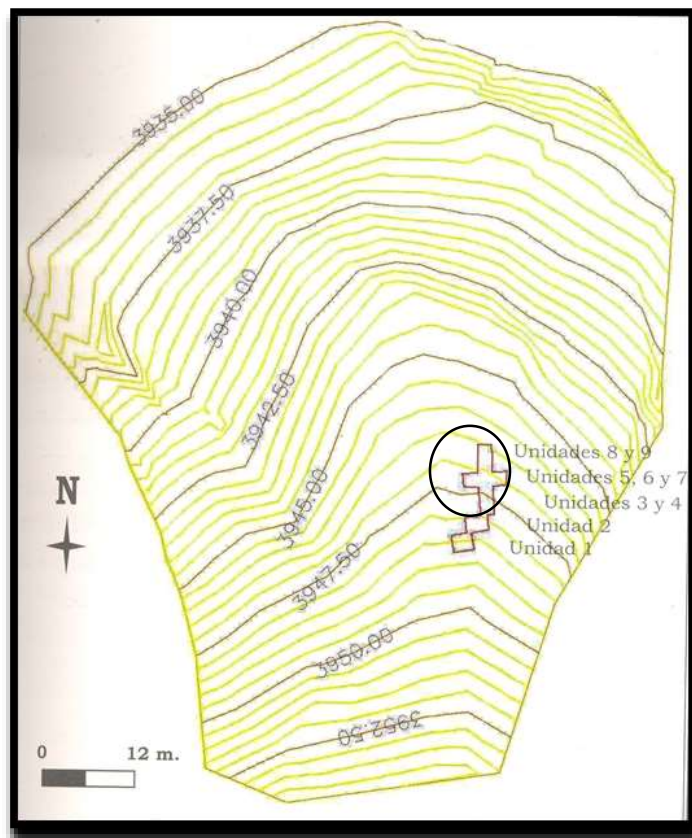 3935.00
3937.50
3940.00
3942.50
3945.00
3947.50
3950.00
3952.50
Unidades 8 y 9
Unidades 5, 6 y 7
Unidades 3 y 4
Unidad 2
Unidad 1
N
0 12 m.